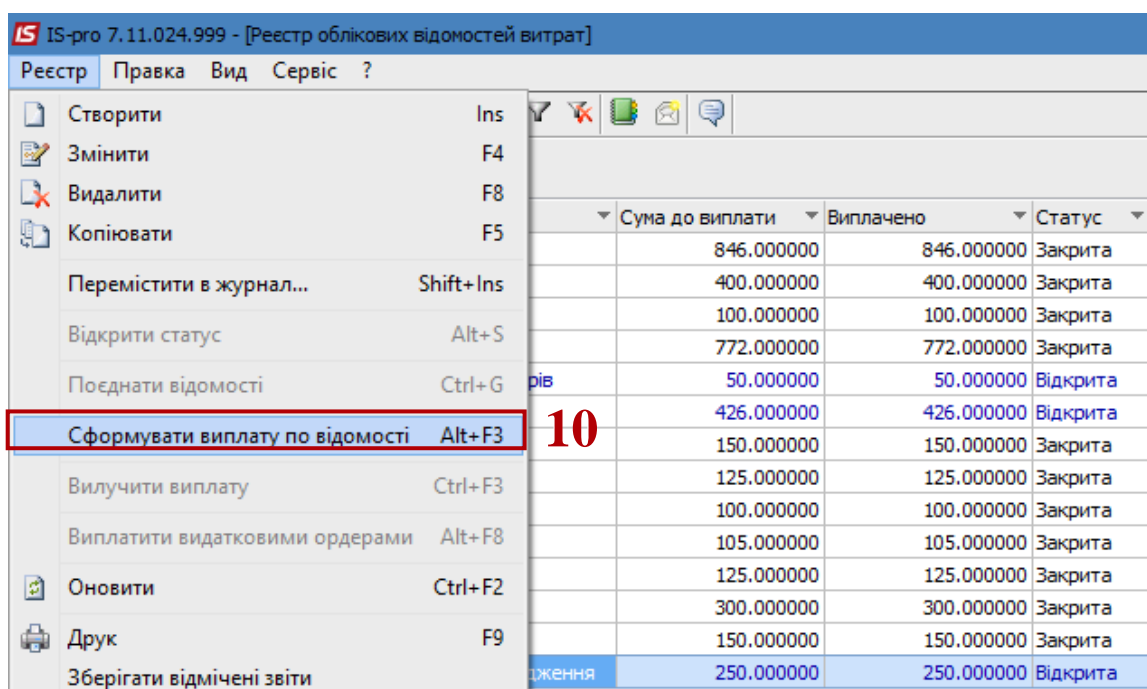 IS IS-pro 7.11.024.999 - [Реєстр облікових відомостей витрат]
Реєстр Правка Вид Сервіс ?
Створити Ins
Змінити F4
Видалити F8
Копіювати F5
Перемістити в журнал... Shift+Ins
Відкрити статус Alt+S
Поєднати відомості Ctrl+G
Сформувати виплату по відомості Alt+F3
Вилучити виплату Ctrl+F3
Виплатити видатковими ордерами Alt+F8
Оновити Ctrl+F2
Друк F9
Зберігати відмічені звіти
10
Сума до виплати Виплачено Статус
846.000000 846.000000 Закрита
400.000000 400.000000 Закрита
100.000000 100.000000 Закрита
772.000000 772.000000 Закрита
рів 50.000000 50.000000 Відкрита
426.000000 426.000000 Відкрита
150.000000 150.000000 Закрита
125.000000 125.000000 Закрита
100.000000 100.000000 Закрита
105.000000 105.000000 Закрита
125.000000 125.000000 Закрита
300.000000 300.000000 Закрита
150.000000 150.000000 Закрита
дження 250.000000 250.000000 Відкрита